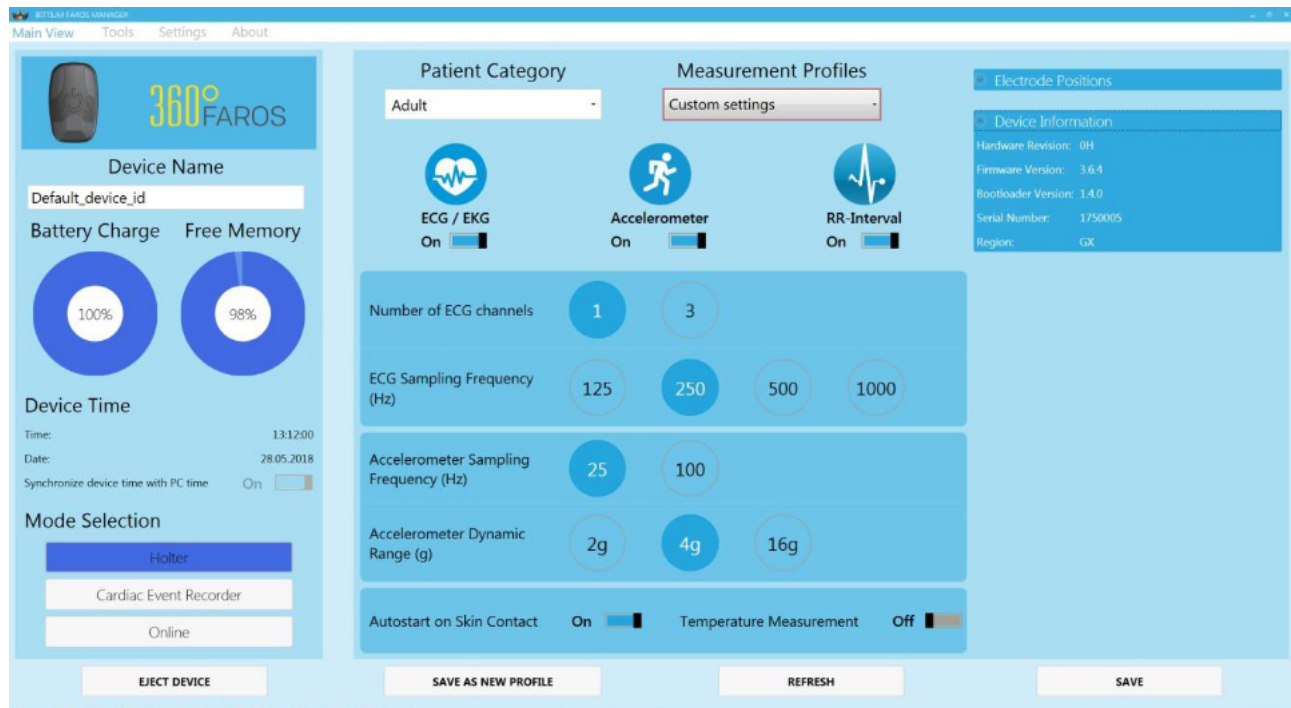 BITTIUM FAROS MANAGER
Main View Tools Settings About
360° FAROS
Device Name
Default_device_id
Battery Charge Free Memory
100% 98%
Device Time
Time: 13:12:00
Date: 28.05.2018
Synchronize device time with PC time On
Mode Selection
Holter
Cardiac Event Recorder
Online
EJECT DEVICE
Patient Category Measurement Profiles
Adult Custom settings
ECG / EKG Accelerometer RR-Interval
On On On
Number of ECG channels 1 3
ECG Sampling Frequency
(Hz) 125 250 500 1000
Accelerometer Sampling
Frequency (Hz) 25 100
Accelerometer Dynamic
Range (g) 2g 4g 16g
Autostart on Skin Contact On Temperature Measurement Off
SAVE AS NEW PROFILE REFRESH
Electrode Positions
Device Information
Hardware Revision: 0H
Firmware Version: 3.6.4
Bootloader Version: 1.4.0
Serial Number: 1750005
Region: GX
SAVE